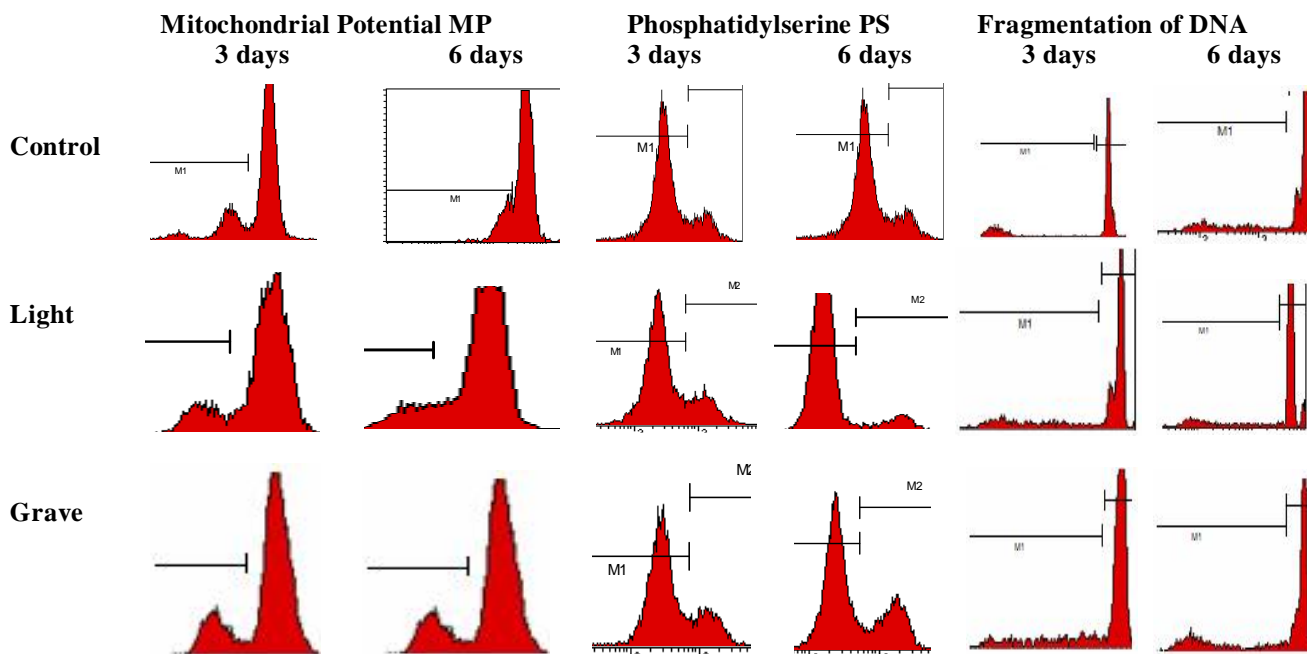 Mitochondrial Potential MP Phosphatidylserine PS Fragmentation of DNA
3 days 6 days 3 days 6 days 3 days 6 days
Control
M1 M1 M1 M1 M1 M1
Light
M2 M2
M1 M1 M1
Grave
M2 M2
M1 M1 M1